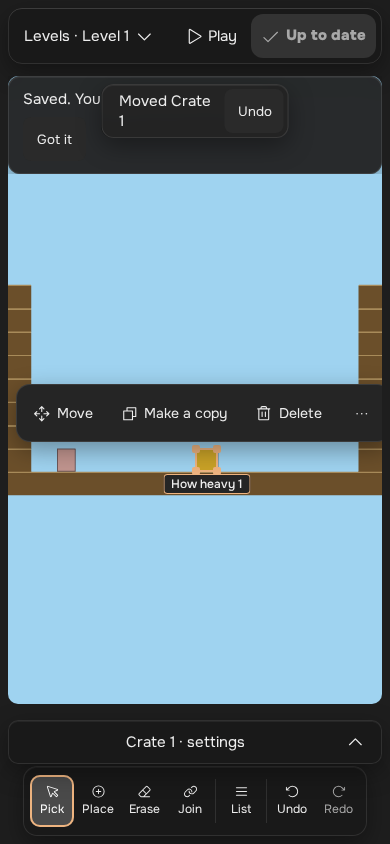 Levels · Level 1
Play
Up to date
Saved. You
Moved Crate
1
Undo
Got it
Move
Make a copy
Delete
...
How heavy 1
Crate 1 · settings
Pick
Place
Erase
Join
List
Undo
Redo